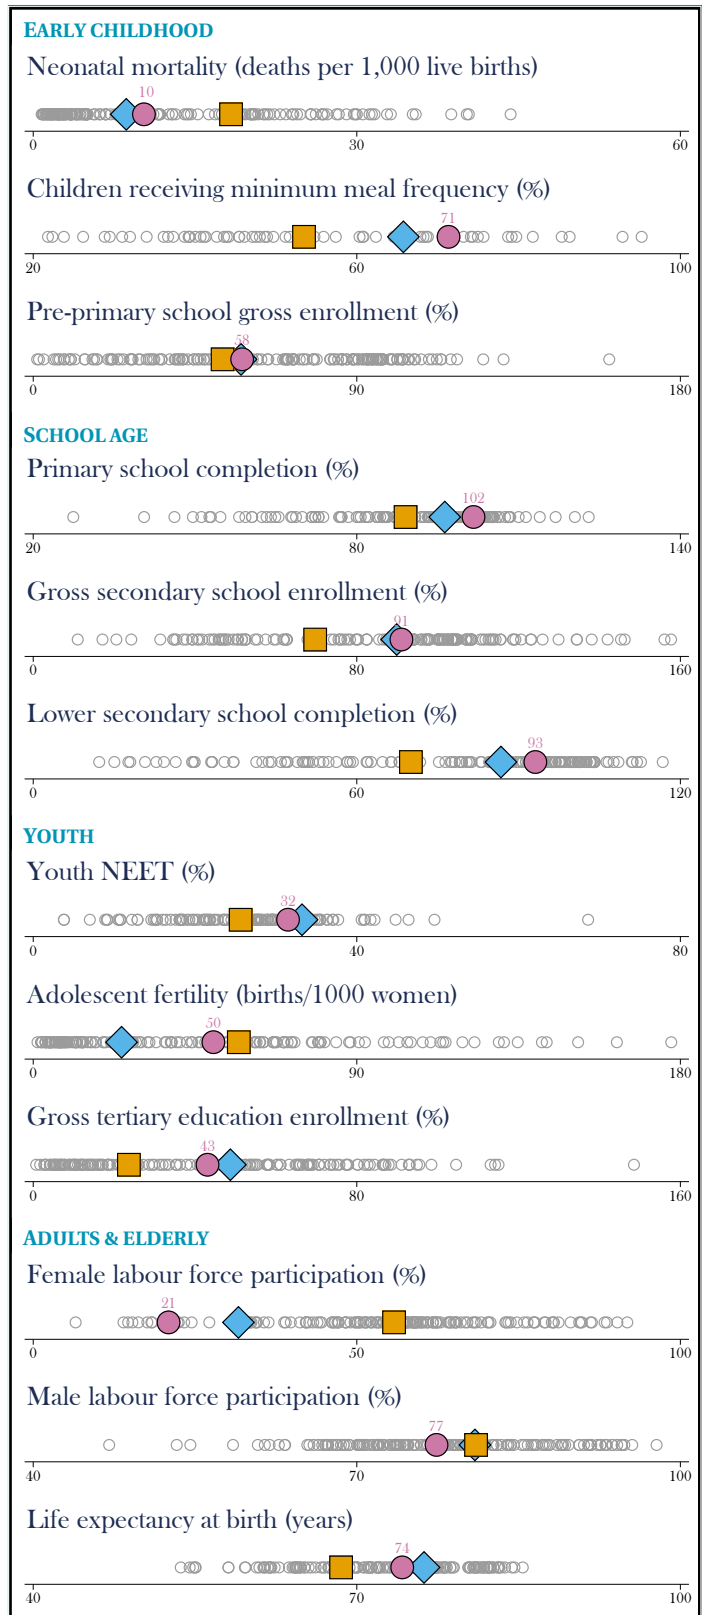 EARLY CHILDHOOD
Neonatal mortality (deaths per 1,000 live births)
10
0 30 60
Children receiving minimum meal frequency (%)
71
20 60 100
Pre-primary school gross enrollment (%)
58
0 90 180
SCHOOL AGE
Primary school completion (%)
102
20 80 140
Gross secondary school enrollment (%)
91
0 80 160
Lower secondary school completion (%)
93
0 60 120
YOUTH
Youth NEET (%)
32
0 40 80
Adolescent fertility (births/1000 women)
50
0 90 180
Gross tertiary education enrollment (%)
43
0 80 160
ADULTS & ELDERLY
Female labour force participation (%)
21
0 50 100
Male labour force participation (%)
77
40 70 100
Life expectancy at birth (years)
74
40 70 100